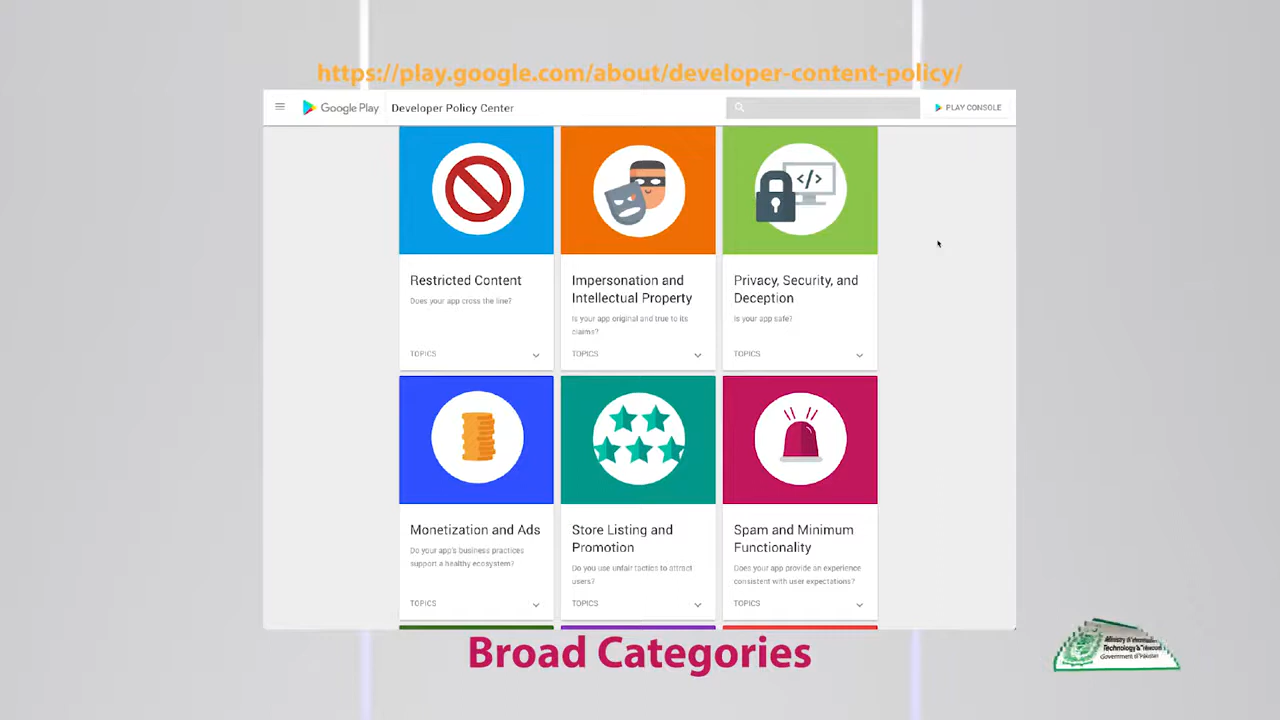 https://play.google.com/about/developer-content-policy/
Google Play Developer Policy Center
PLAY CONSOLE
Restricted Content
Does your app cross the line?
TOPICS
Impersonation and
Intellectual Property
Is your app original and true to its
claims?
TOPICS
Privacy, Security, and
Deception
Is your app safe?
TOPICS
Monetization and Ads
Do your app's business practices
support a healthy ecosystem?
TOPICS
Store Listing and
Promotion
Do you use unfair tactics to attract
users?
TOPICS
Spam and Minimum
Functionality
Does your app provide an experience
consistent with user expectations?
TOPICS
Broad Categories
Ministry of Information
Technology &
Government of Pakistan